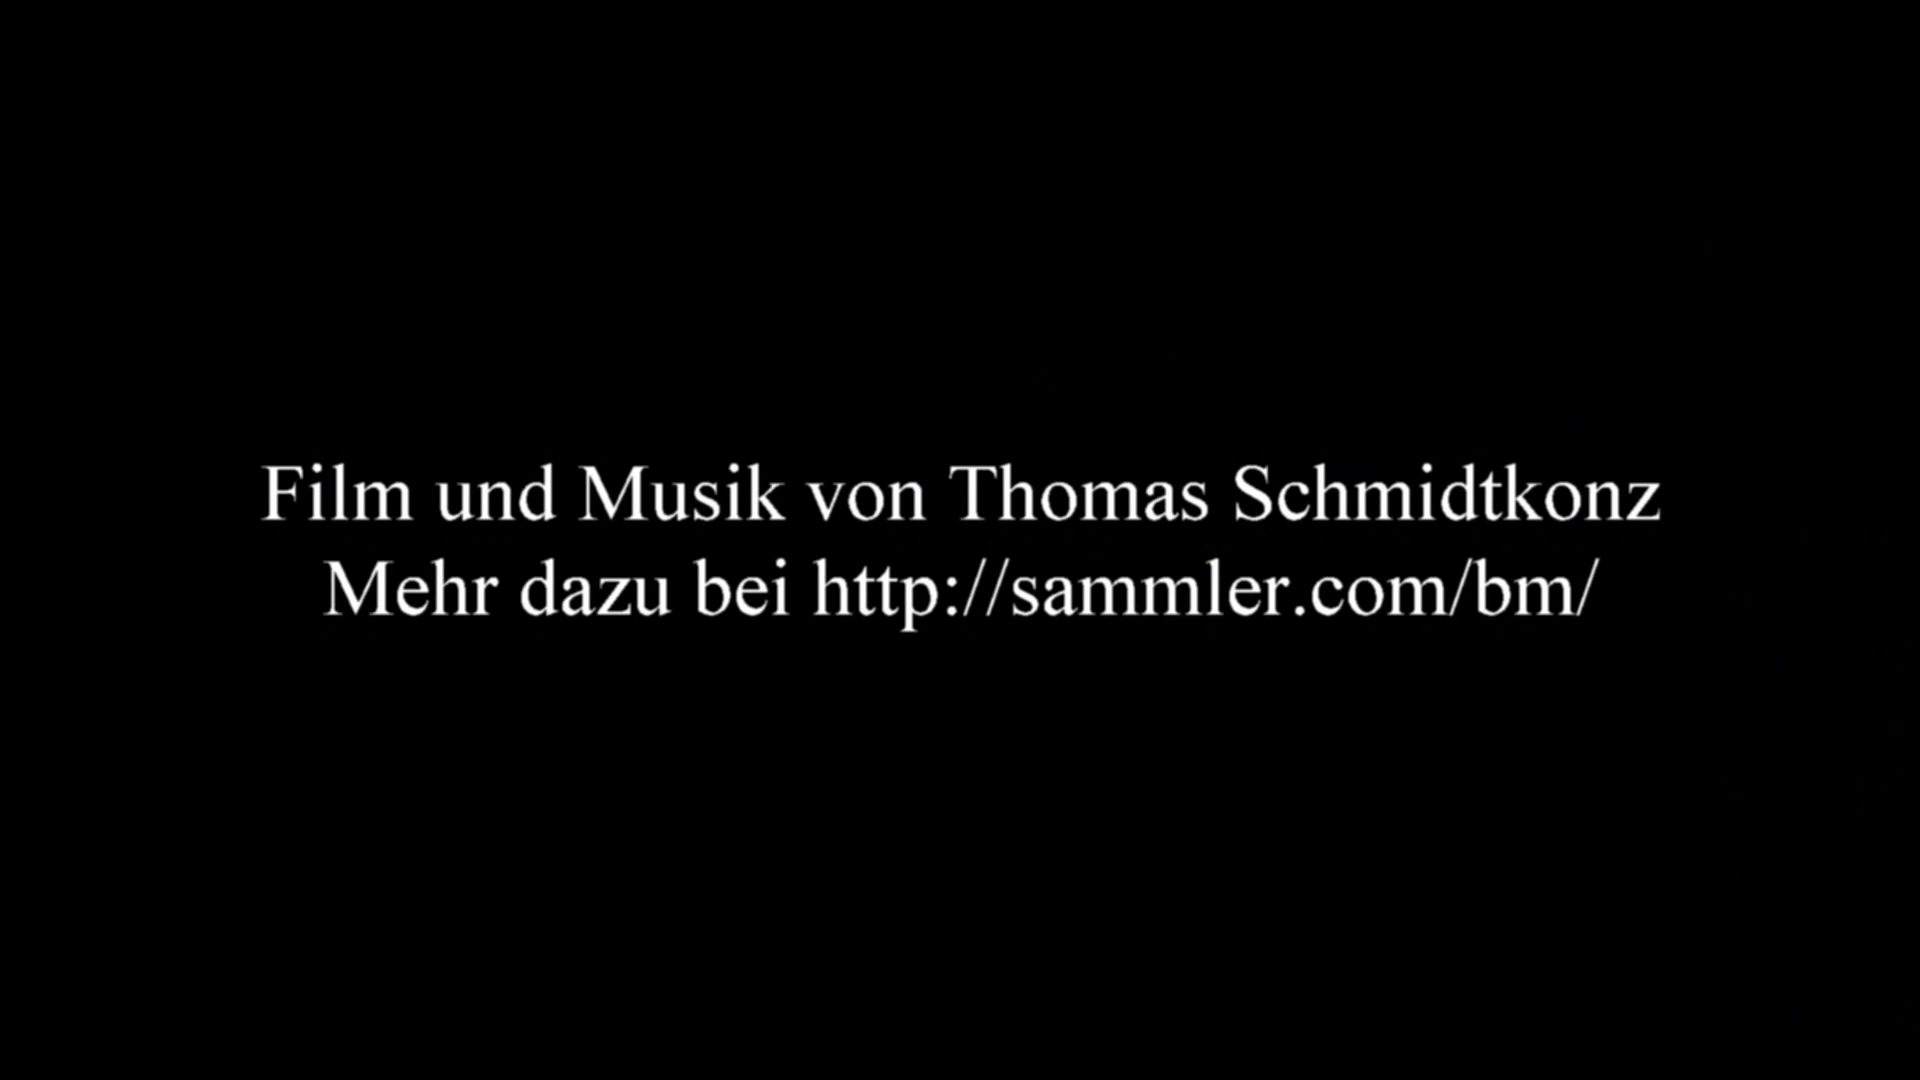 Film und Musik von Thomas Schmidtkonz
Mehr dazu bei http://sammler.com/bm/